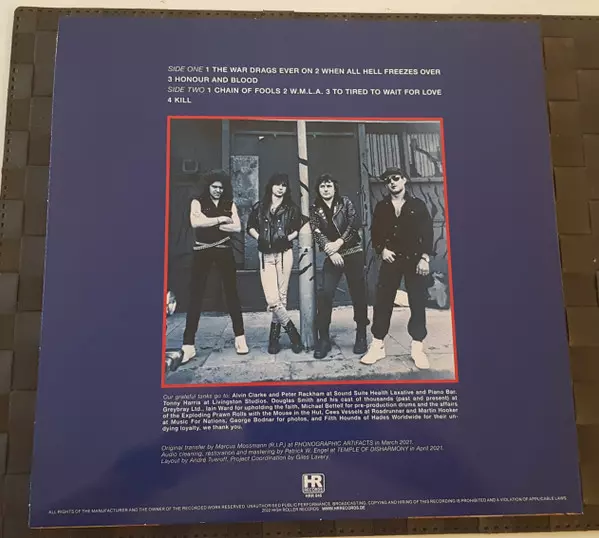 SIDE ONE 1 THE WAR DRAGS EVER ON 2 WHEN ALL HELL FREEZES OVER
3 HONOUR AND BLOOD
SIDE TWO 1 CHAIN OF FOOLS 2 W.M.L.A. 3 TO TIRED TO WAIT FOR LOVE
4 KILL
Our grateful tanks go to: Alvin Clarke and Peter Rackham at Sound Suite Health Laxative and Piano Bar.
Tonny Harris at Livingston Studios. Douglas Smith and his cast of thousands (past and present) at
Greybray Ltd., Iain Ward for upholding the faith, Michael Bettell for pre-production drums and the affairs
of the Exploding Prawn Rolls with the Mouse in the Hut, Cees Vessels at Roadrunner and Martin Hooker
at Music For Nations, George Bodnar for photos, and Filth Hounds of Hades Worldwide for their un-
dying loyalty, we thank you.
Original transfer by Marcus Mossmann (R.I.P.) at PHONOGRAPHIC ARTIFACTS in March 2021.
Audio cleaning, restoration and mastering by Patrick W. Engel at TEMPLE OF DISHARMONY in April 2021.
Layout by André Tueroff, Project Coordination by Giles Lavery.
HR
RECORDS
ALL RIGHTS OF THE MANUFACTURER AND THE OWNER OF THE RECORDED WORK RESERVED. UNAUTHORISED PUBLIC PERFORMANCE, BROADCASTING, COPYING AND HIRING OF THIS RECORDING IS PROHIBITED AND A VIOLATION OF APPLICABLE LAWS.
2022 HIGH ROLLER RECORDS WWW.HRRECORDS.DE